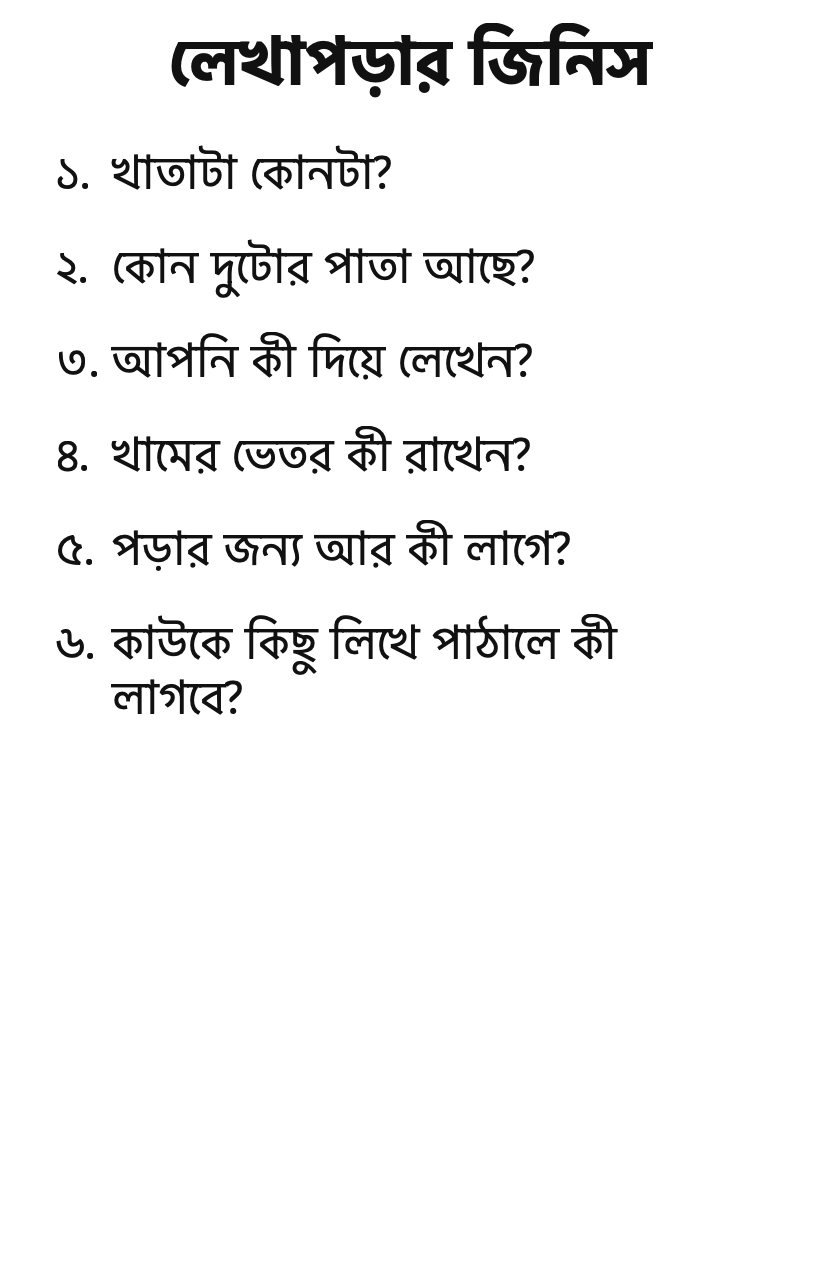 লেখাপড়ার জিনিস
১. খাতাটা কোনটা?
২. কোন দুটোর পাতা আছে?
৩. আপনি কী দিয়ে লেখেন?
৪. খামের ভেতর কী রাখেন?
৫. পড়ার জন্য আর কী লাগে?
৬. কাউকে কিছু লিখে পাঠালে কী
লাগবে?